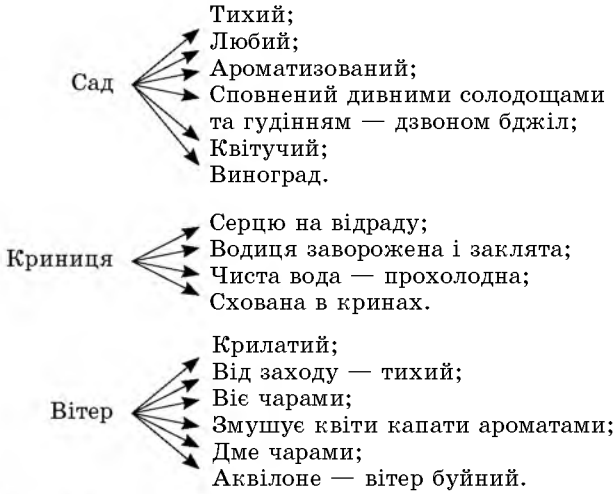 Сад
Тихий;
Любий;
Ароматизований;
Сповнений дивними солодощами
та гудінням — дзвоном бджіл;
Квітучий;
Виноград.
Криниця
Серцю на відраду;
Водиця заворожена і заклята;
Чиста вода — прохолодна;
Схована в кринах.
Вітер
Крилатий;
Від заходу — тихий;
Віє чарами;
Змушує квіти капати ароматами;
Дме чарами;
Аквілоне — вітер буйний.